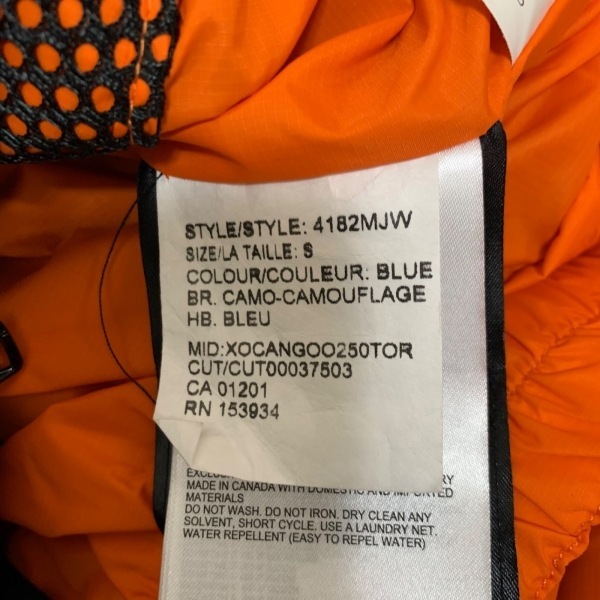 STYLE/STYLE: 4182MJW
SIZE/LA TAILLE: S
COLOUR/COULEUR: BLUE
BR. CAMO-CAMOUFLAGE
HB. BLEU
MID:XOCANGOO250TOR
CUT/CUT00037503
CA 01201
RN 153934
MADE IN CANADA WITH DOMESTIC AND IMPORTED
MATERIALS
DO NOT WASH. DO NOT IRON. DRY CLEAN ANY
SOLVENT, SHORT CYCLE. USE A LAUNDRY NET.
WATER REPELLENT (EASY TO REPEL WATER)